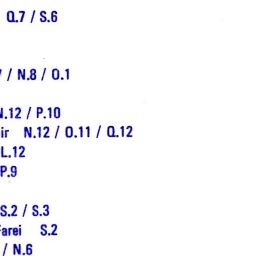 Q.7 / S.6
/ N.8 / O.1
N.12 / P.10
ir N.12 / O.11 / Q.12
L.12
P.9
S.2 / S.3
arei S.2
/ N.6